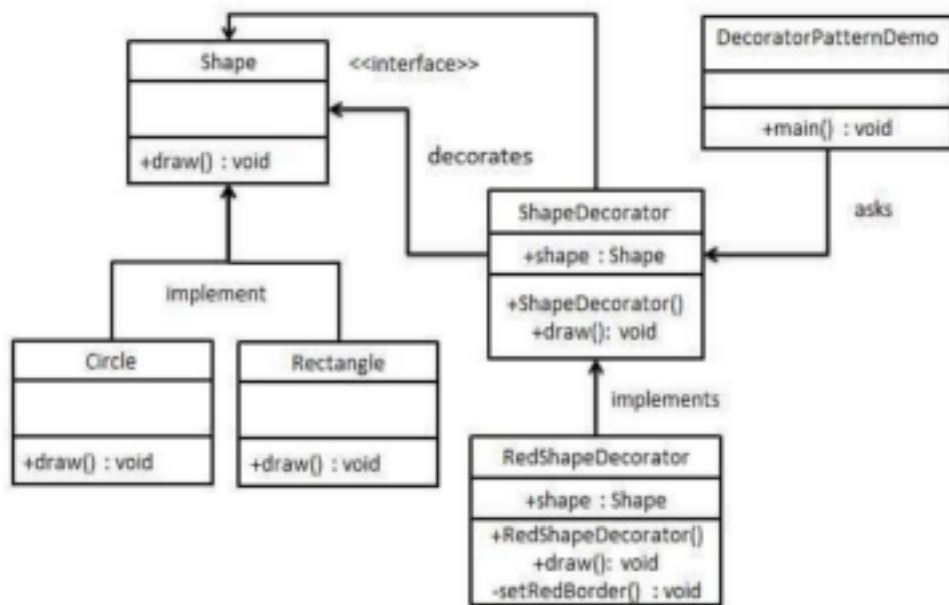 Shape
+draw() : void
<<interface>>
decorates
DecoratorPatternDemo
+main() : void
asks
ShapeDecorator
+shape : Shape
+ShapeDecorator()
+draw(): void
implement
Circle
+draw() : void
Rectangle
+draw() : void
implements
RedShapeDecorator
+shape : Shape
+RedShapeDecorator()
+draw(): void
-setRedBorder() : void